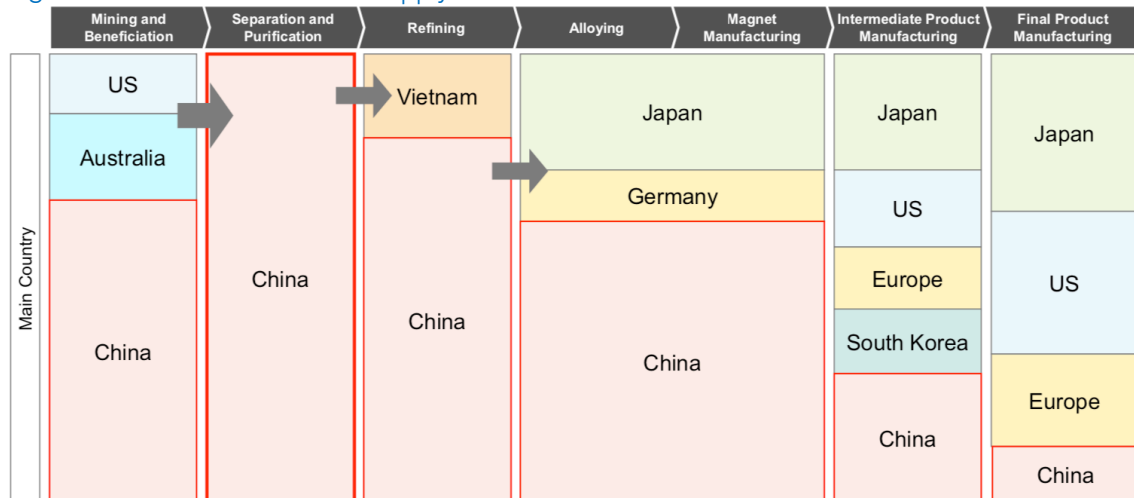 Mining and
Beneficiation
Separation and
Purification
Refining
Alloying
Magnet
Manufacturing
Intermediate Product
Manufacturing
Final Product
Manufacturing
Main Country
US
Australia
China
China
Vietnam
China
Japan
Germany
China
Japan
US
Europe
South Korea
China
Japan
US
Europe
China